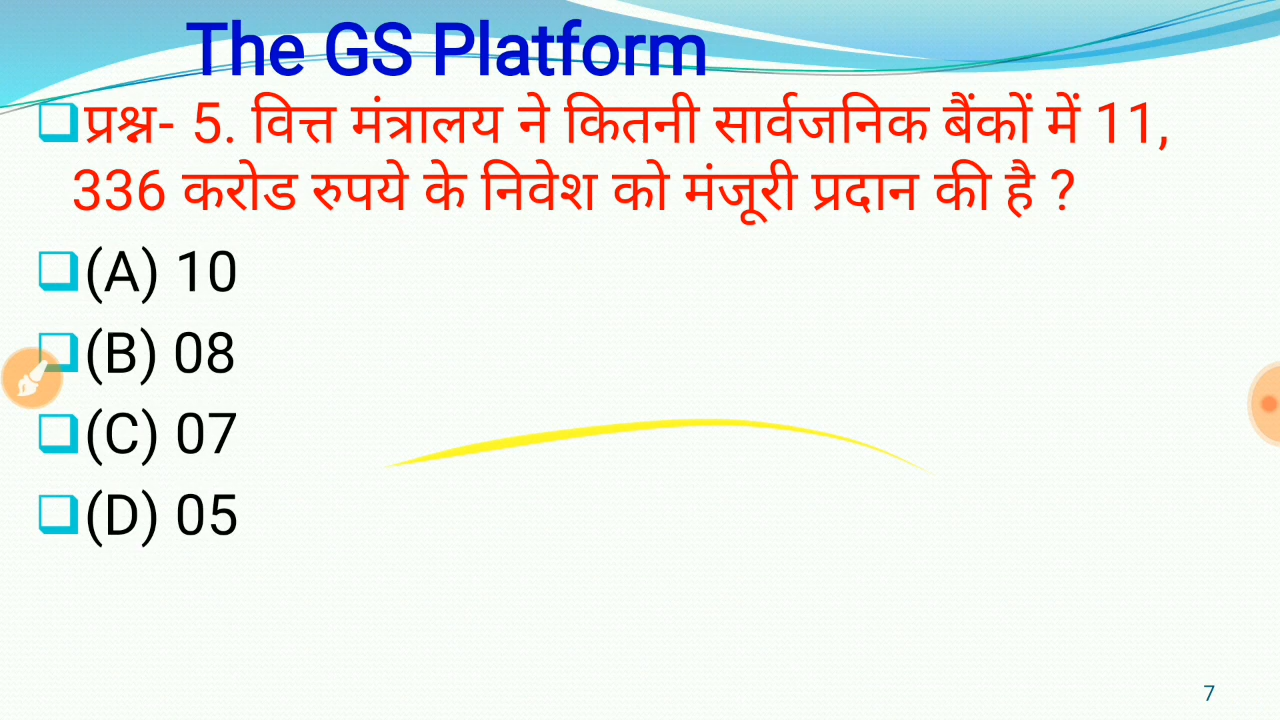 The GS Platform
प्रश्न- 5. वित्त मंत्रालय ने कितनी सार्वजनिक बैंकों में 11,
336 करोड रुपये के निवेश को मंजूरी प्रदान की है ?
(A) 10
(B) 08
(C) 07
(D) 05
7